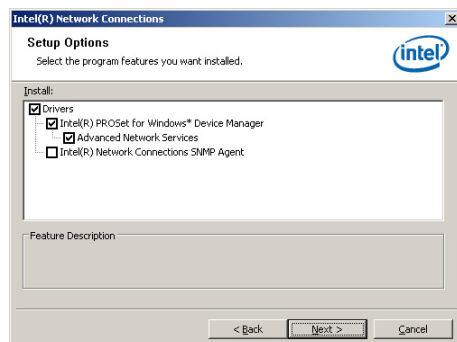 Intel(R) Network Connections
Setup Options
Select the program features you want installed.
intel
Install:
Drivers
Intel(R) PROSet for Windows* Device Manager
Advanced Network Services
Intel(R) Network Connections SNMP Agent
Feature Description
< Back
Next >
Cancel